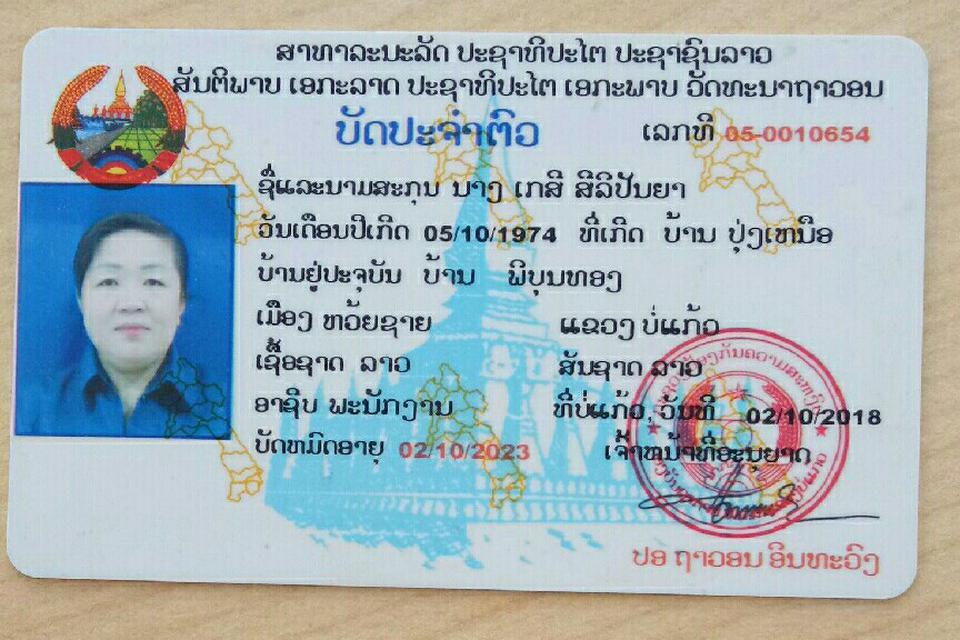 ສາທາລະນະລັດ ປະຊາທິປະໄຕ ປະຊາຊົນລາວ
ສັນຕິພາບ ເອກະລາດ ປະຊາທິປະໄຕ ເອກະພາບ ວັດທະນາຖາວອນ
ບັດປະຈຳຕົວ ເລກທີ 05-0010654
ຊື່ແລະນາມສະກຸນ ນາງ ເກສີ ສີລິປັນຍາ
ວັນເດືອນປີເກີດ 05/10/1974 ທີ່ເກີດ ບ້ານ ປຸ່ງເຫນືອ
ບ້ານຢູ່ປະຈຸບັນ ບ້ານ ພິບຸນທອງ
ເມືອງ ຫວ້ຍຊາຍ ແຂວງ ບໍ່ແກ້ວ
ເຊື້ອຊາດ ລາວ ສັນຊາດ ລາວ
ອາຊີບ ພະນັກງານ ທີ່ບໍ່ແກ້ວ, ວັນທີ 02/10/2018
ບັດຫມົດອາຍຸ 02/10/2023 ເຈົ້າຫນ້າທີ່ອະນຸຍາດ
ປອ ຖາວອນ ອິນທະວົງ